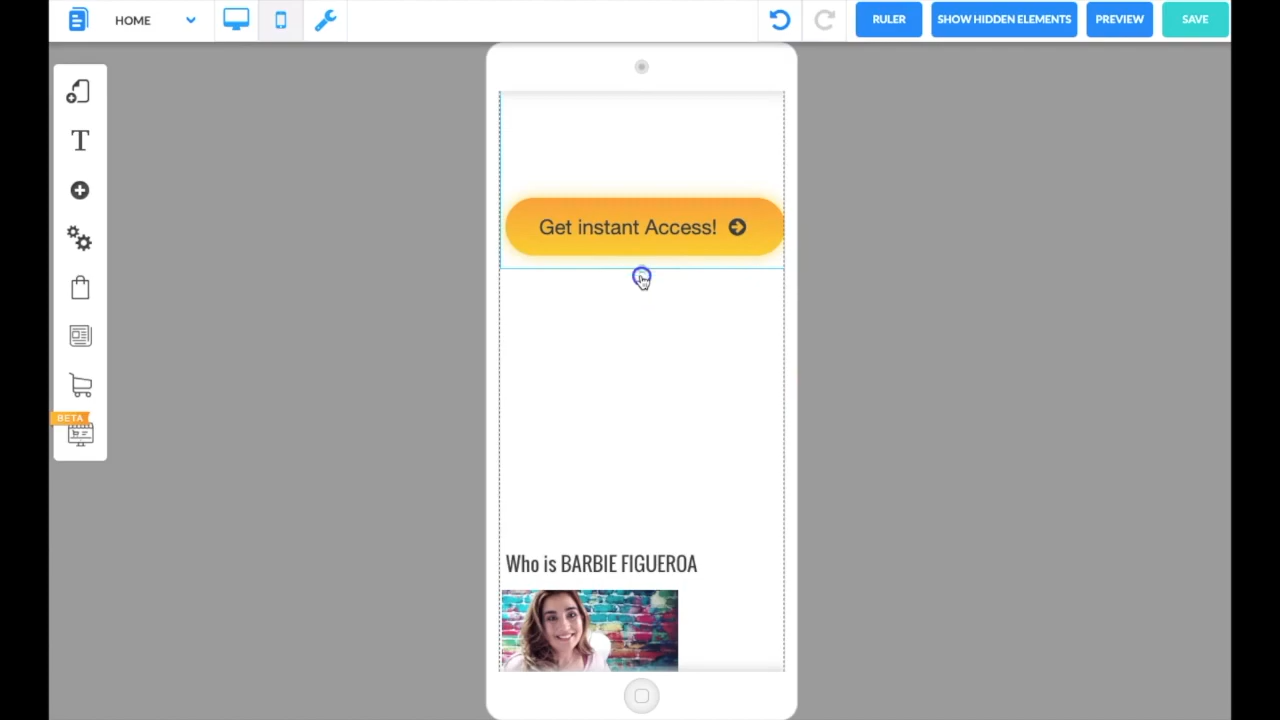 HOME
RULER
SHOW HIDDEN ELEMENTS
PREVIEW
SAVE
T
BETA
Get instant Access!
Who is BARBIE FIGUEROA